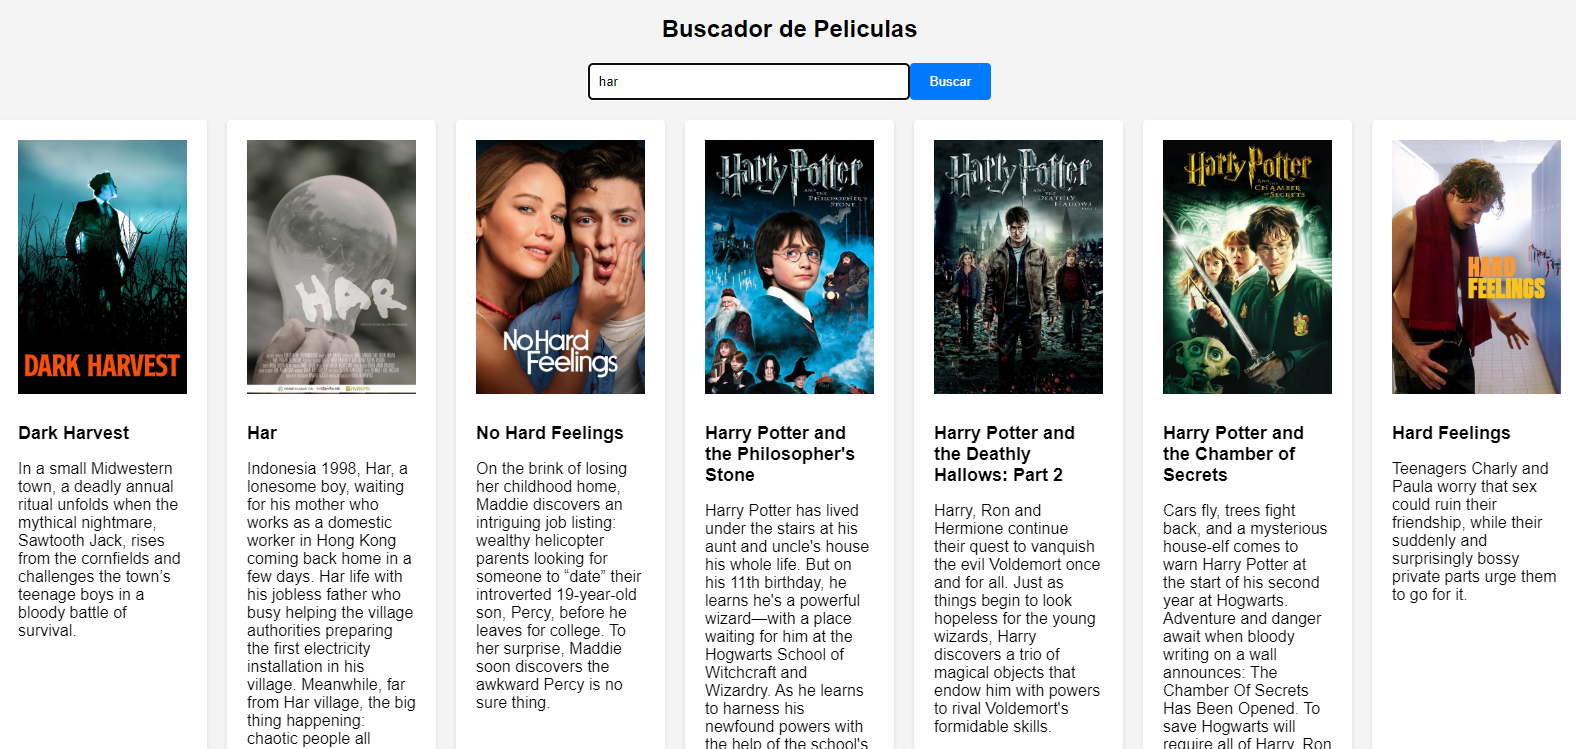 Buscador de Peliculas
har
Buscar
DARK HARVEST
Dark Harvest
In a small Midwestern
town, a deadly annual
ritual unfolds when the
mythical nightmare,
Sawtooth Jack, rises
from the cornfields and
challenges the town’s
teenage boys in a
bloody battle of
survival.
HAR
Har
Indonesia 1998, Har, a
lonesome boy, waiting
for his mother who
works as a domestic
worker in Hong Kong
coming back home in a
few days. Har life with
his jobless father who
busy helping the village
authorities preparing
the first electricity
installation in his
village. Meanwhile, far
from Har village, the big
thing happening:
chaotic people all
No Hard
Feelings
No Hard Feelings
On the brink of losing
her childhood home,
Maddie discovers an
intriguing job listing:
wealthy helicopter
parents looking for
someone to “date” their
introverted 19-year-old
son, Percy, before he
leaves for college. To
her surprise, Maddie
soon discovers the
awkward Percy is no
sure thing.
Harry Potter
AND THE
PHILOSOPHER'S
STONE
Harry Potter and
the Philosopher's
Stone
Harry Potter has lived
under the stairs at his
aunt and uncle's house
his whole life. But on
his 11th birthday, he
learns he's a powerful
wizard—with a place
waiting for him at the
Hogwarts School of
Witchcraft and
Wizardry. As he learns
to harness his
newfound powers with
the help of the school's
Harry Potter
AND THE
DEATHLY
HALLOWS
Harry Potter and
the Deathly
Hallows: Part 2
Harry, Ron and
Hermione continue
their quest to vanquish
the evil Voldemort once
and for all. Just as
things begin to look
hopeless for the young
wizards, Harry
discovers a trio of
magical objects that
endow him with powers
to rival Voldemort's
formidable skills.
Harry Potter
AND THE
CHAMBER OF
SECRETS
Harry Potter and
the Chamber of
Secrets
Cars fly, trees fight
back, and a mysterious
house-elf comes to
warn Harry Potter at
the start of his second
year at Hogwarts.
Adventure and danger
await when bloody
writing on a wall
announces: The
Chamber Of Secrets
Has Been Opened. To
save Hogwarts will
require all of Harry, Ron
HARD
FEELINGS
Hard Feelings
Teenagers Charly and
Paula worry that sex
could ruin their
friendship, while their
suddenly and
surprisingly bossy
private parts urge them
to go for it.